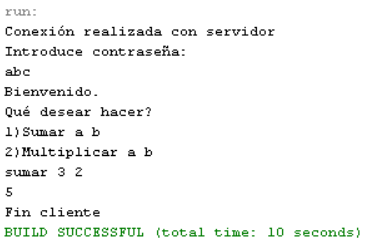 run:
Conexión realizada con servidor
Introduce contraseña:
abc
Bienvenido.
Qué desear hacer?
1)Sumar a b
2)Multiplicar a b
sumar 3 2
5
Fin cliente
BUILD SUCCESSFUL (total time: 10 seconds)